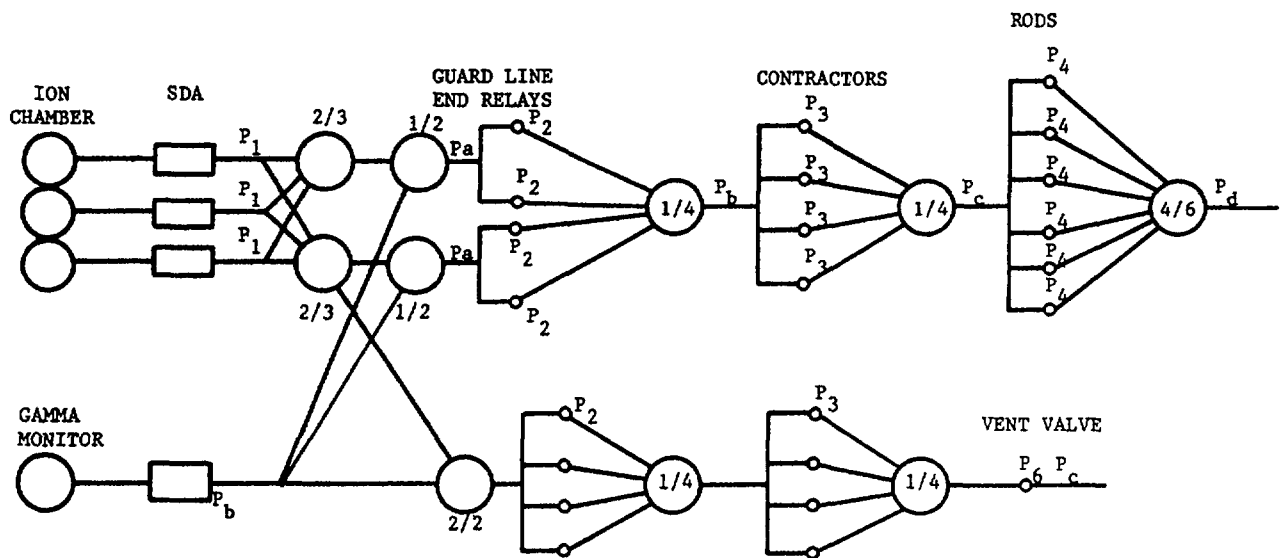 RODS
ION
CHAMBER
SDA
GUARD LINE
END RELAYS
CONTRACTORS
2/3
1/2
P1
P1
P1
Pa
P2
P2
P2
P2
1/4
Pb
P3
P3
P3
P3
1/4
Pc
P4
P4
P4
P4
P4
P4
4/6
Pd
Pa
2/3
1/2
GAMMA
MONITOR
Pb
2/2
P2
1/4
P3
1/4
VENT VALVE
P6 Pc